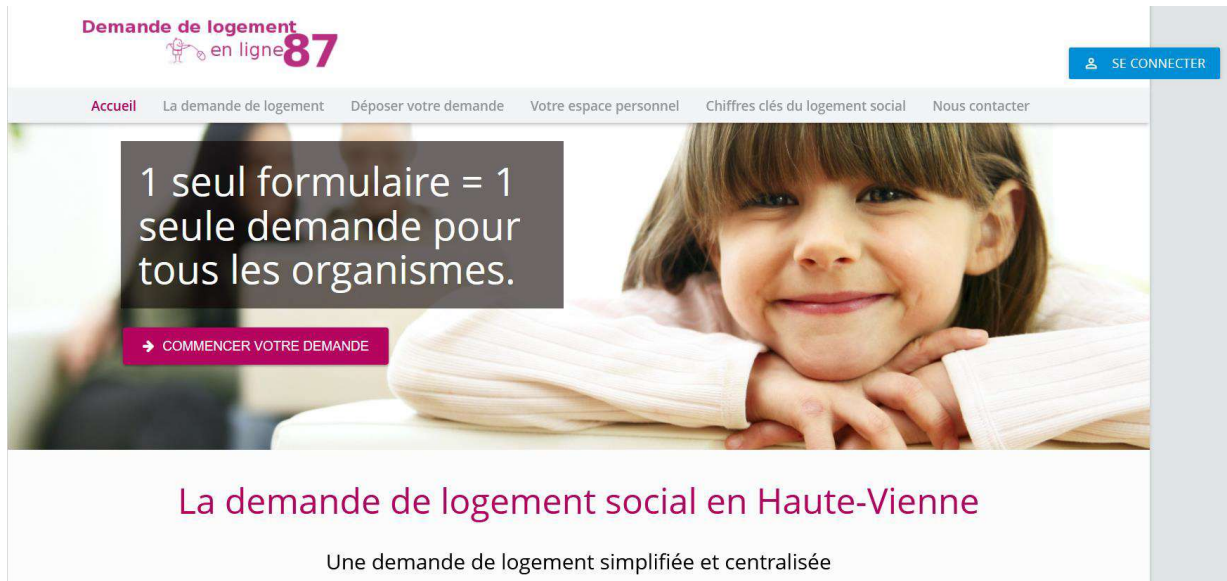 Demande de logement
en ligne 87
SE CONNECTER
Accueil La demande de logement Déposer votre demande Votre espace personnel Chiffres clés du logement social Nous contacter
1 seul formulaire = 1
seule demande pour
tous les organismes.
COMMENCER VOTRE DEMANDE
La demande de logement social en Haute-Vienne
Une demande de logement simplifiée et centralisée